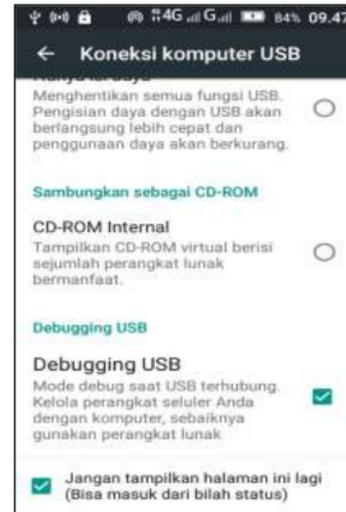 4G G 84% 09.47
Koneksi komputer USB
Menghentikan semua fungsi USB.
Pengisian daya dengan USB akan
berlangsung lebih cepat dan
penggunaan daya akan berkurang.
Sambungkan sebagai CD-ROM
CD-ROM Internal
Tampilkan CD-ROM virtual berisi
sejumlah perangkat lunak
bermanfaat.
Debugging USB
Debugging USB
Mode debug saat USB terhubung.
Kelola perangkat seluler Anda
dengan komputer, sebaiknya
gunakan perangkat lunak
Jangan tampilkan halaman ini lagi
(Bisa masuk dari bilah status)